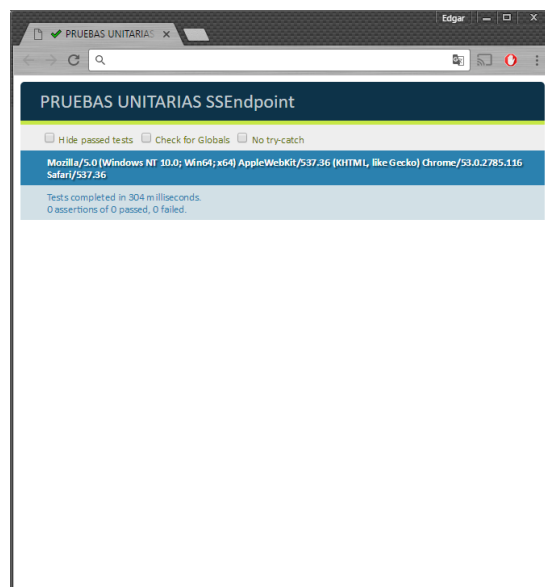 Edgar
PRUEBAS UNITARIAS
PRUEBAS UNITARIAS SSEndpoint
Hide passed tests Check for Globals No try-catch
Mozilla/5.0 (Windows NT 10.0; Win64; x64) AppleWebKit/537.36 (KHTML, like Gecko) Chrome/53.0.2785.116
Safari/537.36
Tests completed in 304 milliseconds.
0 assertions of 0 passed, 0 failed.